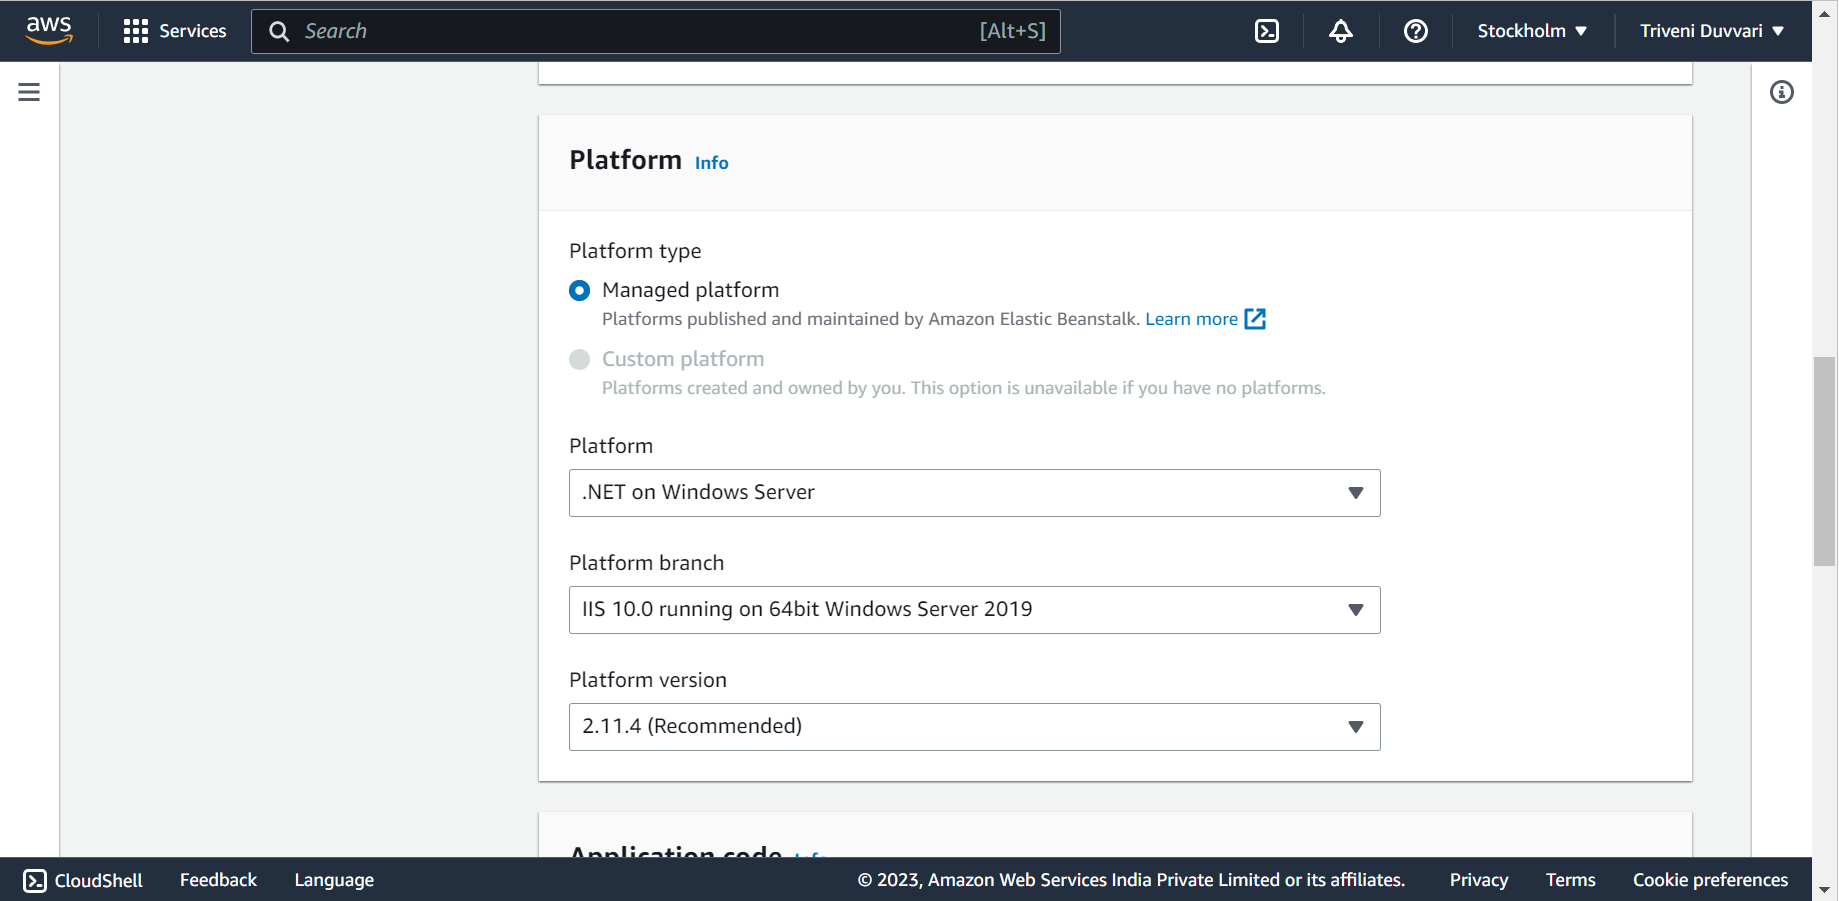 aws Services Search [Alt+S] Stockholm Triveni Duvvari
Platform Info
Platform type
Managed platform
Platforms published and maintained by Amazon Elastic Beanstalk. Learn more
Custom platform
Platforms created and owned by you. This option is unavailable if you have no platforms.
Platform
.NET on Windows Server
Platform branch
IIS 10.0 running on 64bit Windows Server 2019
Platform version
2.11.4 (Recommended)
Application code Info
CloudShell Feedback Language © 2023, Amazon Web Services India Private Limited or its affiliates. Privacy Terms Cookie preferences